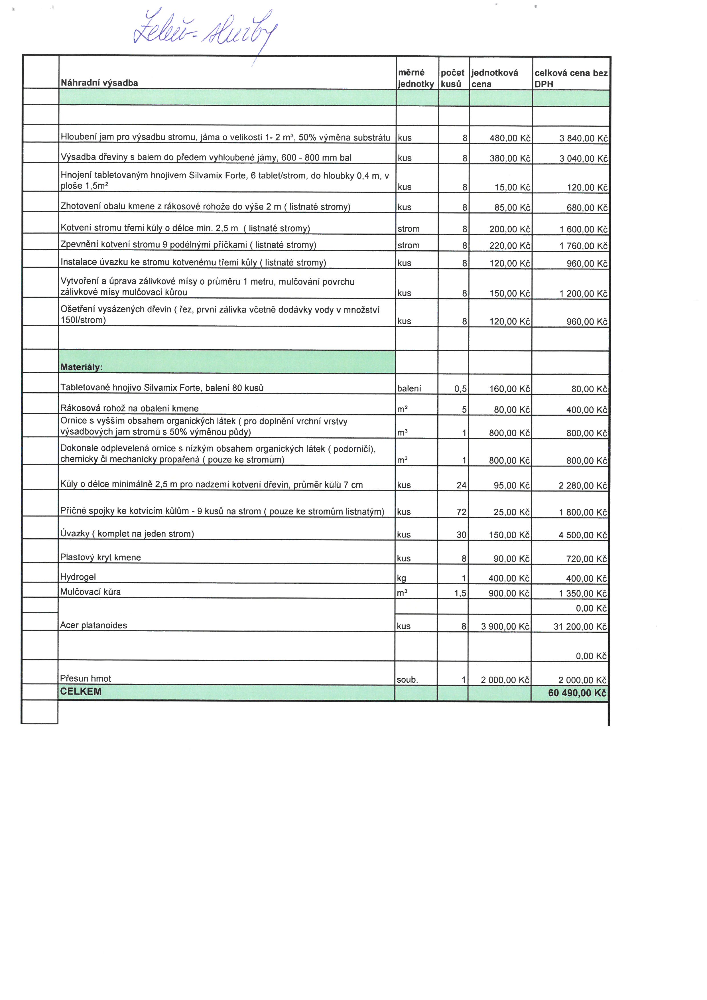 měrné jednotky
počet kusů
jednotková cena
celková cena bez DPH
Náhradní výsadba
Hloubení jam pro výsadbu stromu, jáma o velikosti 1- 2 m³, 50% výměna substrátu kus 8 480,00 Kč 3 840,00 Kč
Výsadba dřeviny s balem do předem vyhloubené jámy, 600 - 800 mm bal kus 8 380,00 Kč 3 040,00 Kč
Hnojení tabletovaným hnojivem Silvamix Forte, 6 tablet/strom, do hloubky 0,4 m, v
ploše 1,5m² kus 8 15,00 Kč 120,00 Kč
Zhotovení obalu kmene z rákosové rohože do výše 2 m ( listnaté stromy) kus 8 85,00 Kč 680,00 Kč
Kotvení stromu třemi kůly o délce min. 2,5 m ( listnaté stromy) strom 8 200,00 Kč 1 600,00 Kč
Zpevnění kotvení stromu 9 podélnými příčkami ( listnaté stromy) strom 8 220,00 Kč 1 760,00 Kč
Instalace úvazku ke stromu kotvenému třemi kůly ( listnaté stromy) kus 8 120,00 Kč 960,00 Kč
Vytvoření a úprava zálivkové mísy o průměru 1 metru, mulčování povrchu
zálivkové mísy mulčovací kůrou kus 8 150,00 Kč 1 200,00 Kč
Ošetření vysázených dřevin ( řez, první zálivka včetně dodávky vody v množství
150l/strom) kus 8 120,00 Kč 960,00 Kč
Materiály:
Tabletované hnojivo Silvamix Forte, balení 80 kusů balení 0,5 160,00 Kč 80,00 Kč
Rákosová rohož na obalení kmene m² 5 80,00 Kč 400,00 Kč
Ornice s vyšším obsahem organických látek ( pro doplnění vrchní vrstvy
výsadbových jam stromů s 50% výměnou půdy) m³ 1 800,00 Kč 800,00 Kč
Dokonale odplevelená ornice s nízkým obsahem organických látek ( podorničí),
chemicky či mechanicky propařená ( pouze ke stromům) m³ 1 800,00 Kč 800,00 Kč
Kůly o délce minimálně 2,5 m pro nadzemí kotvení dřevin, průměr kůlů 7 cm kus 24 95,00 Kč 2 280,00 Kč
Příčné spojky ke kotvícím kůlům - 9 kusů na strom ( pouze ke stromům listnatým) kus 72 25,00 Kč 1 800,00 Kč
Úvazky ( komplet na jeden strom) kus 30 150,00 Kč 4 500,00 Kč
Plastový kryt kmene kus 8 90,00 Kč 720,00 Kč
Hydrogel kg 1 400,00 Kč 400,00 Kč
Mulčovací kůra m³ 1,5 900,00 Kč 1 350,00 Kč
0,00 Kč
Acer platanoides kus 8 3 900,00 Kč 31 200,00 Kč
0,00 Kč
Přesun hmot soub. 1 2 000,00 Kč 2 000,00 Kč
CELKEM 60 490,00 Kč